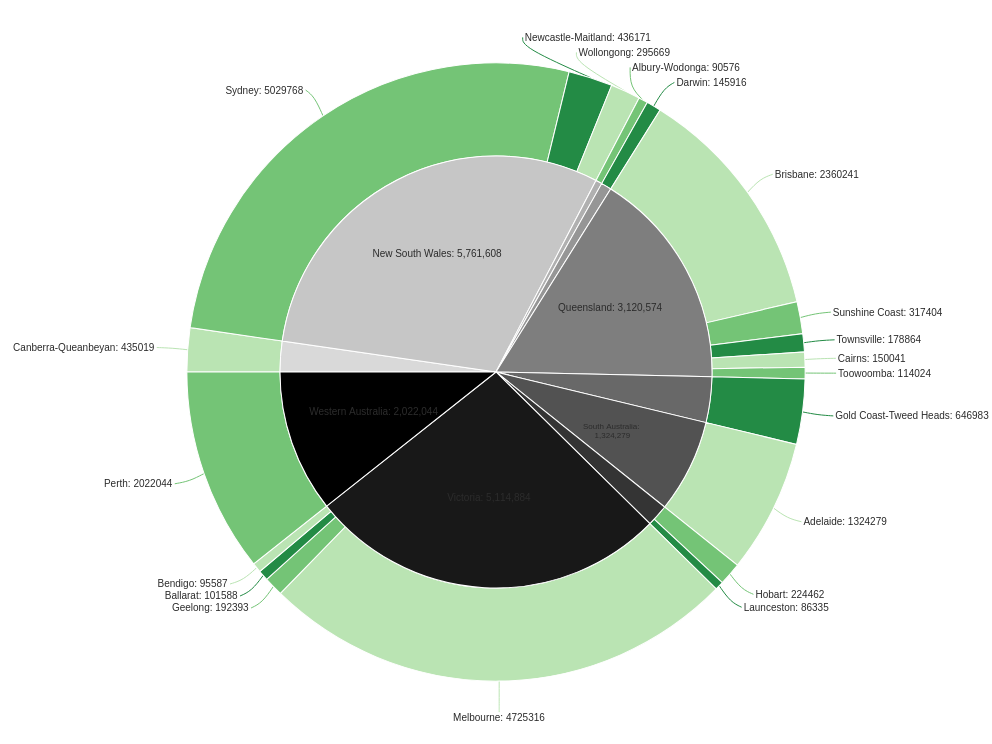 Newcastle-Maitland: 436171
Wollongong: 295669
Albury-Wodonga: 90576
Darwin: 145916
Sydney: 5029768
Brisbane: 2360241
New South Wales: 5,761,608
Queensland: 3,120,574
Sunshine Coast: 317404
Townsville: 178864
Canberra-Queanbeyan: 435019
Cairns: 150041
Toowoomba: 114024
Western Australia: 2,022,044
Gold Coast-Tweed Heads: 646983
South Australia:
1,324,279
Perth: 2022044
Victoria: 5,114,884
Adelaide: 1324279
Bendigo: 95587
Ballarat: 101588
Geelong: 192393
Hobart: 224462
Launceston: 86335
Melbourne: 4725316